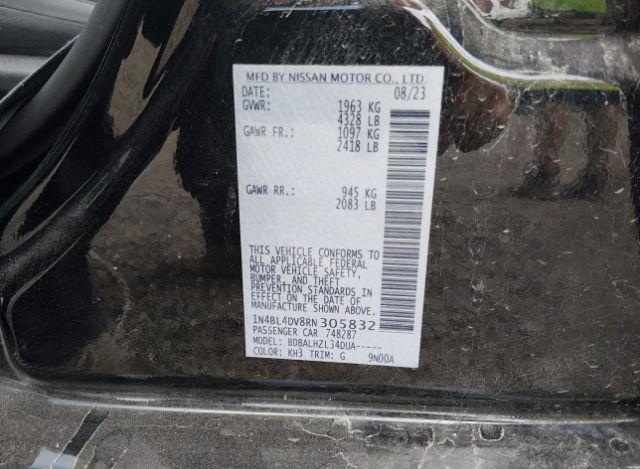 MFD BY NISSAN MOTOR CO., LTD.
DATE: 08/23
GVWR: 1963 KG
4328 LB
GAWR FR.: 1097 KG
2418 LB
GAWR RR.: 945 KG
2083 LB
THIS VEHICLE CONFORMS TO
ALL APPLICABLE FEDERAL
MOTOR VEHICLE SAFETY,
BUMPER, AND THEFT
PREVENTION STANDARDS IN
EFFECT ON THE DATE OF
MANUFACTURE SHOWN ABOVE.
1N4BL4DV8RN305832
PASSENGER CAR 748287
MODEL: BDBALHZL34DUA-----
COLOR: KH3 TRIM: G 9N00A